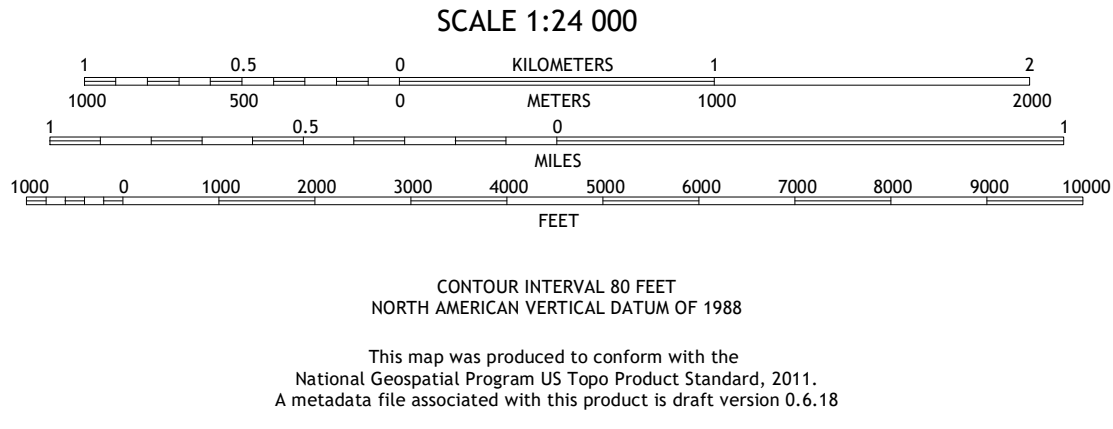 SCALE 1:24 000
1 0.5 0 KILOMETERS 1 2
1000 500 0 METERS 1000 2000
1 0.5 0 1
MILES
1000 0 1000 2000 3000 4000 5000 6000 7000 8000 9000 10000
FEET
CONTOUR INTERVAL 80 FEET
NORTH AMERICAN VERTICAL DATUM OF 1988
This map was produced to conform with the
National Geospatial Program US Topo Product Standard, 2011.
A metadata file associated with this product is draft version 0.6.18